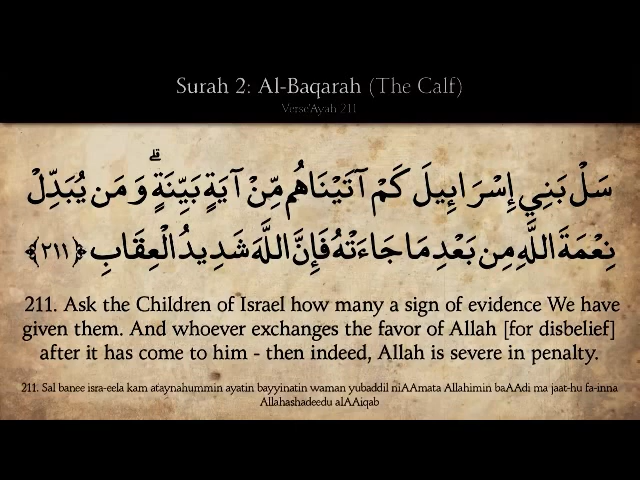 Surah 2: Al-Baqarah (The Calf)
Verse'Ayah 211
سَلْ بَنِي إِسْرَائِيلَ كَمْ آتَيْنَاهُم مِّنْ آيَةٍ بَيِّنَةٍ ۗ وَمَن يُبَدِّلْ
نِعْمَةَ اللَّهِ مِن بَعْدِ مَا جَاءَتْهُ فَإِنَّ اللَّهَ شَدِيدُ الْعِقَابِ ﴿٢١١﴾
211. Ask the Children of Israel how many a sign of evidence We have
given them. And whoever exchanges the favor of Allah [for disbelief]
after it has come to him - then indeed, Allah is severe in penalty.
211. Sal banee isra-eela kam ataynahummin ayatin bayyinatin waman yubaddil niAAmata Allahimin baAAdi ma jaat-hu fa-inna
Allahashadeedu alAAiqab